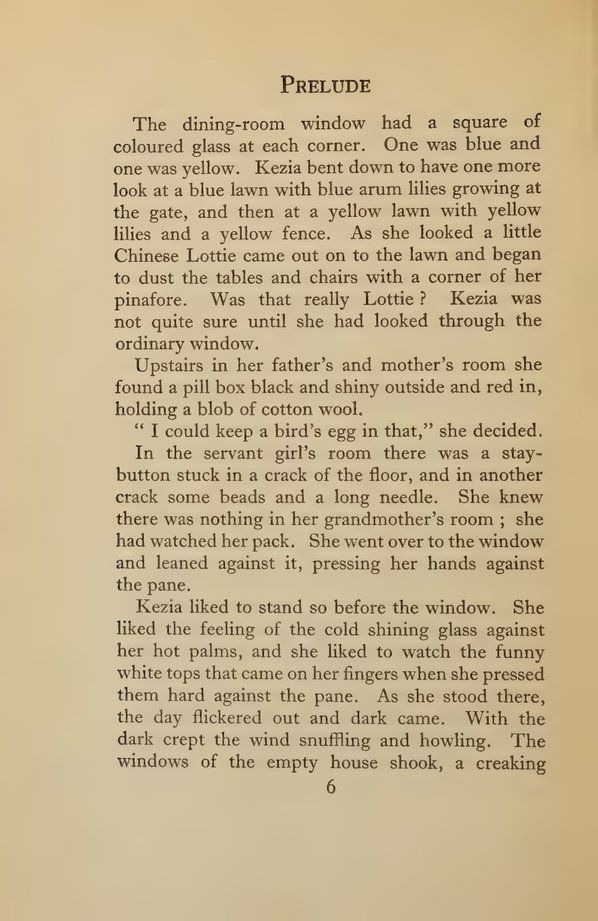 Prelude
The dining-room window had a square of
coloured glass at each corner. One was blue and
one was yellow. Kezia bent down to have one more
look at a blue lawn with blue arum lilies growing at
the gate, and then at a yellow lawn with yellow
lilies and a yellow fence. As she looked a little
Chinese Lottie came out on to the lawn and began
to dust the tables and chairs with a corner of her
pinafore. Was that really Lottie ? Kezia was
not quite sure until she had looked through the
ordinary window.
Upstairs in her father's and mother's room she
found a pill box black and shiny outside and red in,
holding a blob of cotton wool.
“ I could keep a bird's egg in that,” she decided.
In the servant girl's room there was a stay-
button stuck in a crack of the floor, and in another
crack some beads and a long needle. She knew
there was nothing in her grandmother's room ; she
had watched her pack. She went over to the window
and leaned against it, pressing her hands against
the pane.
Kezia liked to stand so before the window. She
liked the feeling of the cold shining glass against
her hot palms, and she liked to watch the funny
white tops that came on her fingers when she pressed
them hard against the pane. As she stood there,
the day flickered out and dark came. With the
dark crept the wind snuffling and howling. The
windows of the empty house shook, a creaking
6